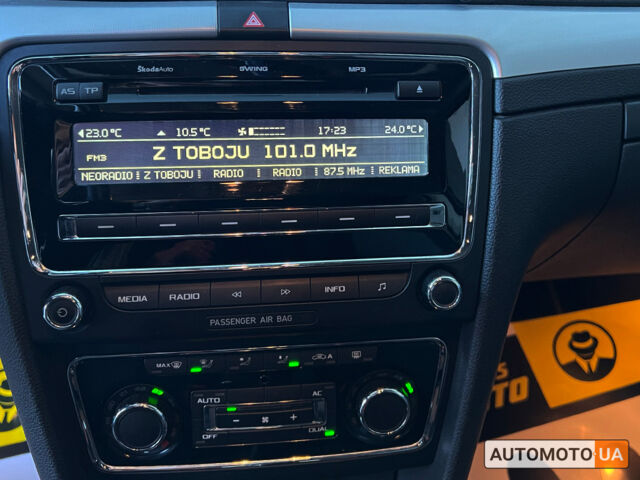 ŠkodaAuto SWING MP3
AS TP
23.0 °C 10.5 °C 17:23 24.0 °C
FM3 Z TOBOJU 101.0 MHz
NEORADIO Z TOBOJU RADIO RADIO 87.5 MHz REKLAMA
MEDIA RADIO INFO
PASSENGER AIR BAG
MAX A
AUTO AC
- +
OFF DUAL
S
OTO
AUTOMOTO.UA